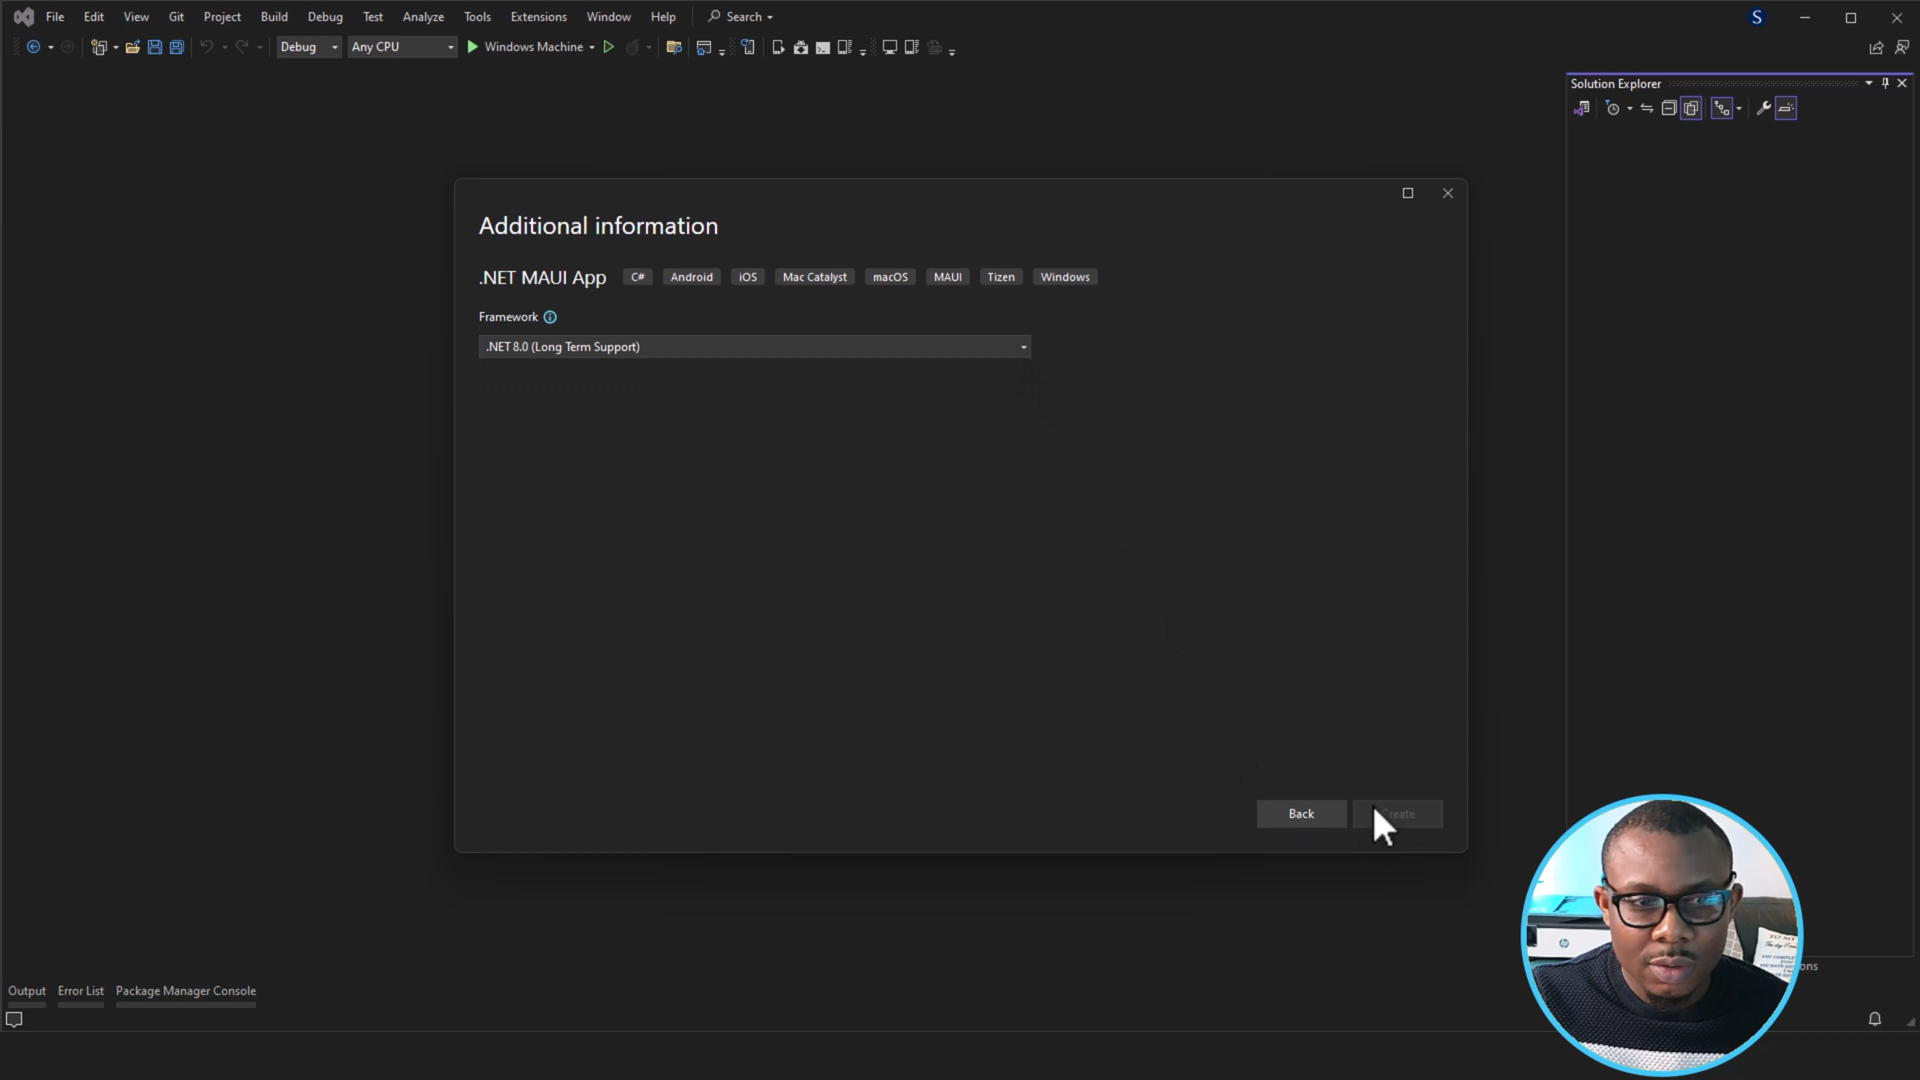 File Edit View Git Project Build Debug Test Analyze Tools Extensions Window Help Search
S
Debug Any CPU Windows Machine
Solution Explorer
Additional information
.NET MAUI App C# Android iOS Mac Catalyst macOS MAUI Tizen Windows
Framework
.NET 8.0 (Long Term Support)
Back
hp
Output Error List Package Manager Console